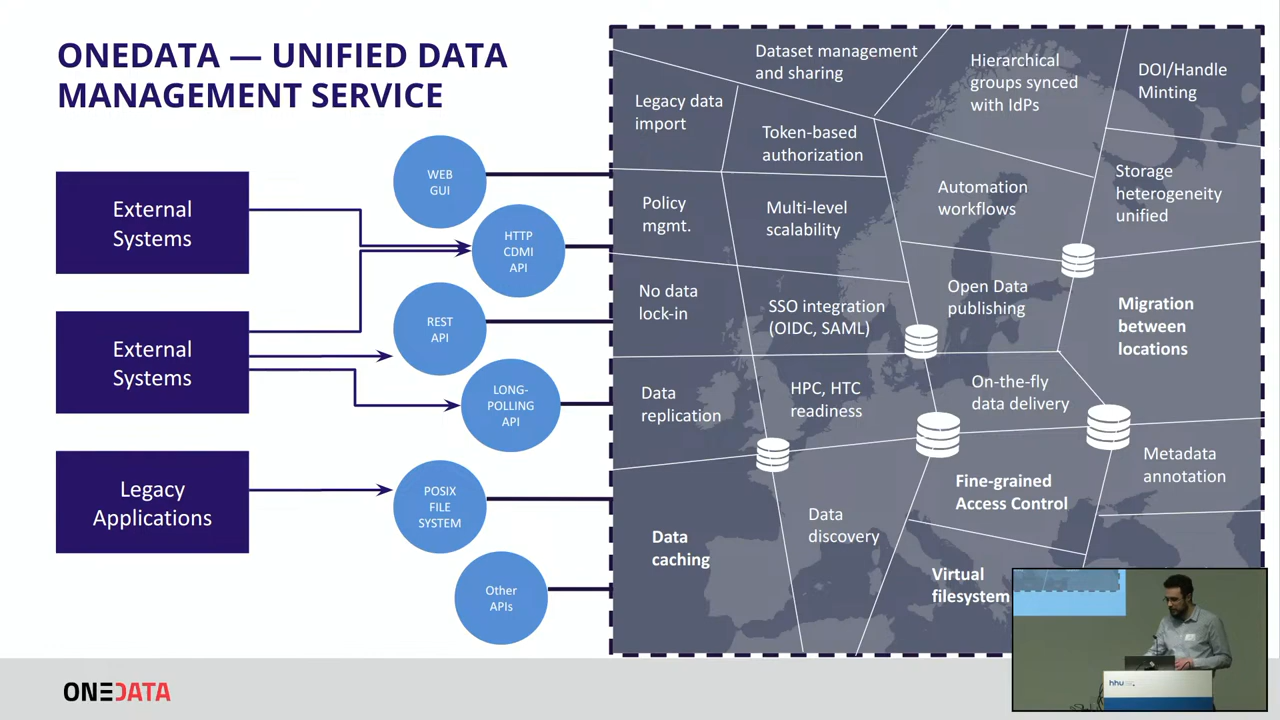 ONEDATA — UNIFIED DATA
MANAGEMENT SERVICE
External
Systems
External
Systems
Legacy
Applications
WEB
GUI
HTTP
CDMI
API
REST
API
LONG-
POLLING
API
POSIX
FILE
SYSTEM
Other
APIs
Dataset management
and sharing
Hierarchical
groups synced
with IdPs
DOI/Handle
Minting
Legacy data
import
Token-based
authorization
Automation
workflows
Storage
heterogeneity
unified
Policy
mgmt.
Multi-level
scalability
No data
lock-in
SSO integration
(OIDC, SAML)
Open Data
publishing
Migration
between
locations
Data
replication
HPC, HTC
readiness
On-the-fly
data delivery
Metadata
annotation
Fine-grained
Access Control
Data
caching
Data
discovery
Virtual
filesystem
ONEDATA
hhu